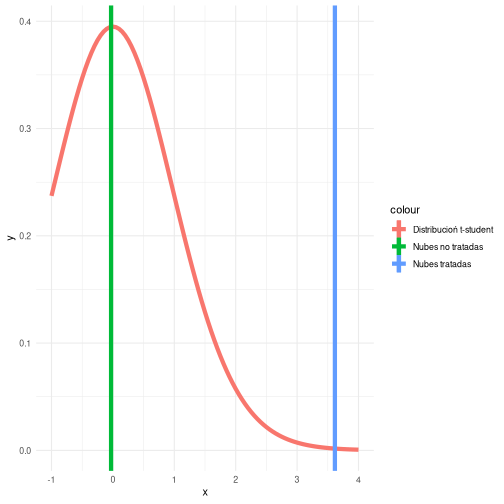 0.4
0.3
0.2
0.1
0.0
y
-1
0
1
2
3
4
x
colour
Distribución t-student
Nubes no tratadas
Nubes tratadas